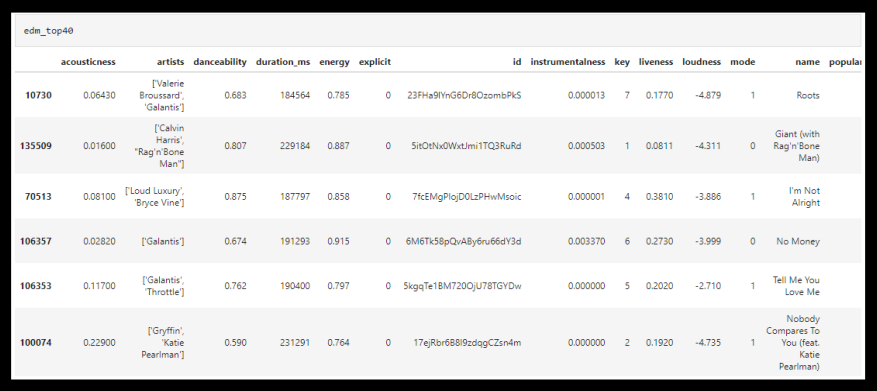 edm_top40
acousticness artists danceability duration_ms energy explicit id instrumentalness key liveness loudness mode name popular
10730 0.06430 ['Valerie Broussard', 'Galantis'] 0.683 184564 0.785 0 23FHa9lYnG6Dr8OzombPkS 0.000013 7 0.1770 -4.879 1 Roots
135509 0.01600 ['Calvin Harris', "Rag'n'Bone Man"] 0.807 229184 0.887 0 5itOtNx0WxtJmi1TQ3RuRd 0.000503 1 0.0811 -4.311 0 Giant (with Rag'n'Bone Man)
70513 0.08100 ['Loud Luxury', 'Bryce Vine'] 0.875 187797 0.858 0 7fcEMgPlojD0LzPHwMsoic 0.000001 4 0.3810 -3.886 1 I'm Not Alright
106357 0.02820 ['Galantis'] 0.674 191293 0.915 0 6M6Tk58pQvABy6ru66dY3d 0.003370 6 0.2730 -3.999 0 No Money
106353 0.11700 ['Galantis', 'Throttle'] 0.762 190400 0.797 0 5kgqTe1BM720OjU78TGYDw 0.000000 5 0.2020 -2.710 1 Tell Me You Love Me
100074 0.22900 ['Gryffin', 'Katie Pearlman'] 0.590 231291 0.764 0 17ejRbr6B8I9zdqgCZsn4m 0.000000 2 0.1920 -4.735 1 Nobody Compares To You (feat. Katie Pearlman)